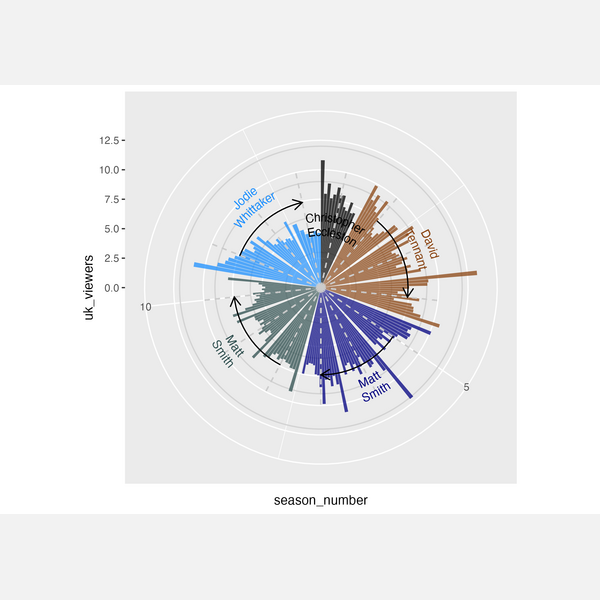 12.5
10.0
7.5
5.0
2.5
0.0
uk_viewers
10
5
season_number
Jodie
Whittaker
Christopher
Eccleston
David
Tennant
Matt
Smith
Matt
Smith